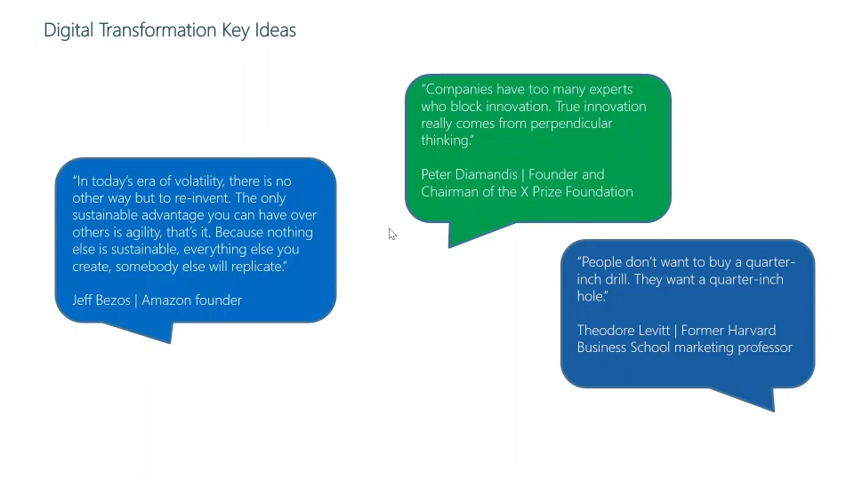 Digital Transformation Key Ideas
“Companies have too many experts
who block innovation. True innovation
really comes from perpendicular
thinking.”
Peter Diamandis | Founder and
Chairman of the X Prize Foundation
“In today’s era of volatility, there is no
other way but to re-invent. The only
sustainable advantage you can have over
others is agility, that’s it. Because nothing
else is sustainable, everything else you
create, somebody else will replicate.”
Jeff Bezos | Amazon founder
“People don’t want to buy a quarter-
inch drill. They want a quarter-inch
hole.”
Theodore Levitt | Former Harvard
Business School marketing professor